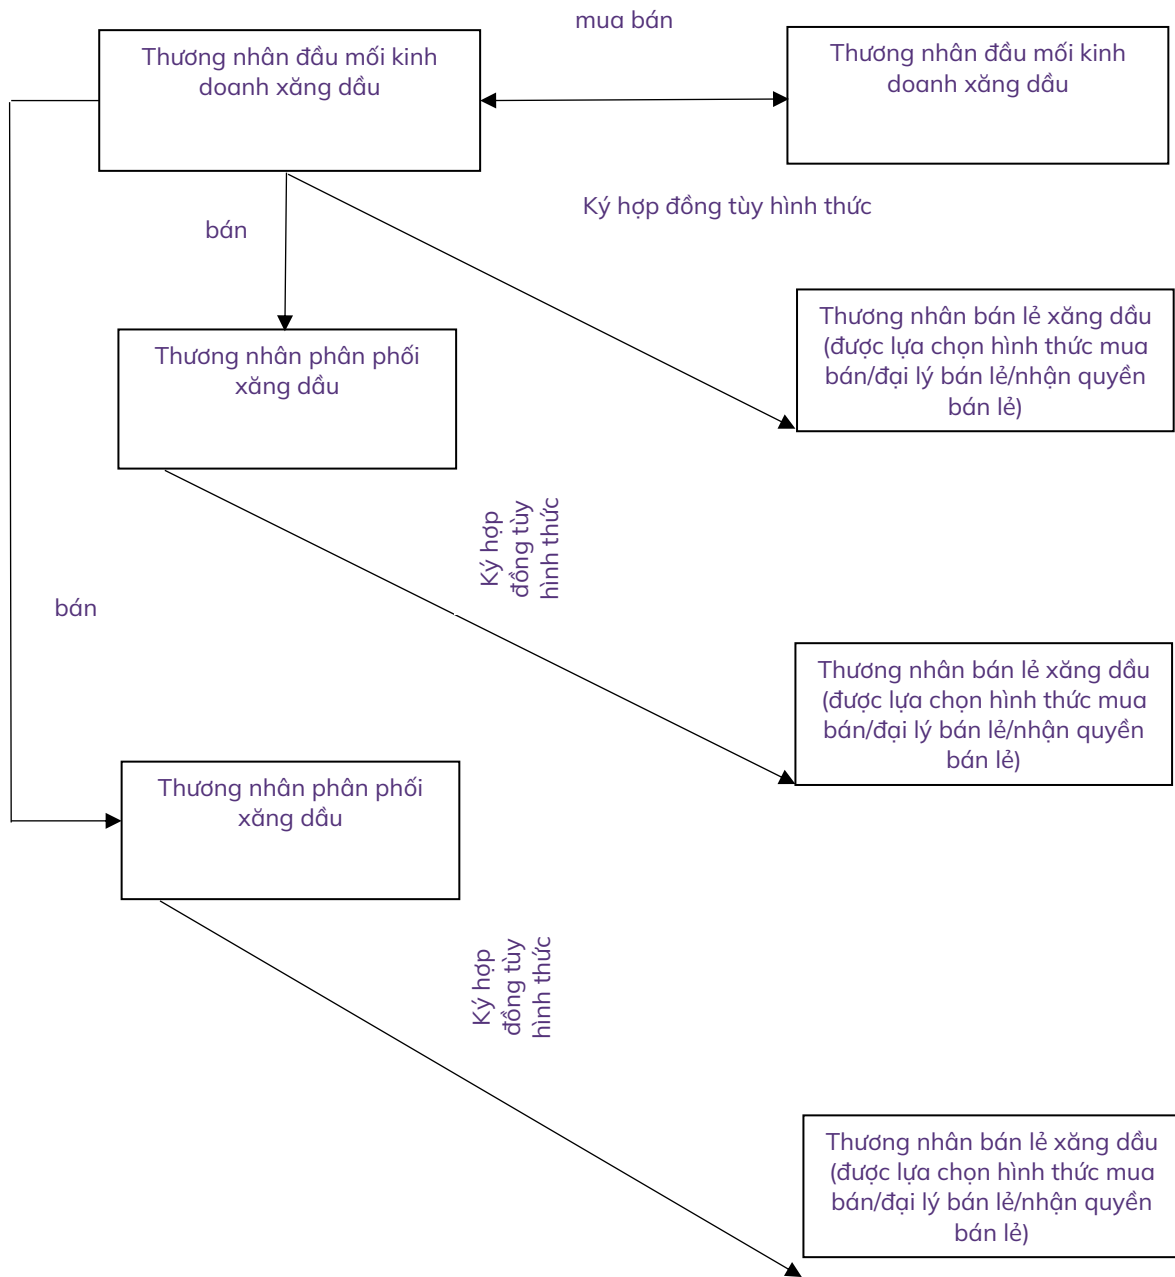 mua bán
Thương nhân đầu mối kinh
doanh xăng dầu
Thương nhân đầu mối kinh
doanh xăng dầu
Ký hợp đồng tùy hình thức
bán
Thương nhân bán lẻ xăng dầu
(được lựa chọn hình thức mua
bán/đại lý bán lẻ/nhận quyền
bán lẻ)
Thương nhân phân phối
xăng dầu
Ký hợp
đồng tùy
hình thức
bán
Thương nhân bán lẻ xăng dầu
(được lựa chọn hình thức mua
bán/đại lý bán lẻ/nhận quyền
bán lẻ)
Thương nhân phân phối
xăng dầu
Ký hợp
đồng tùy
hình thức
Thương nhân bán lẻ xăng dầu
(được lựa chọn hình thức mua
bán/đại lý bán lẻ/nhận quyền
bán lẻ)